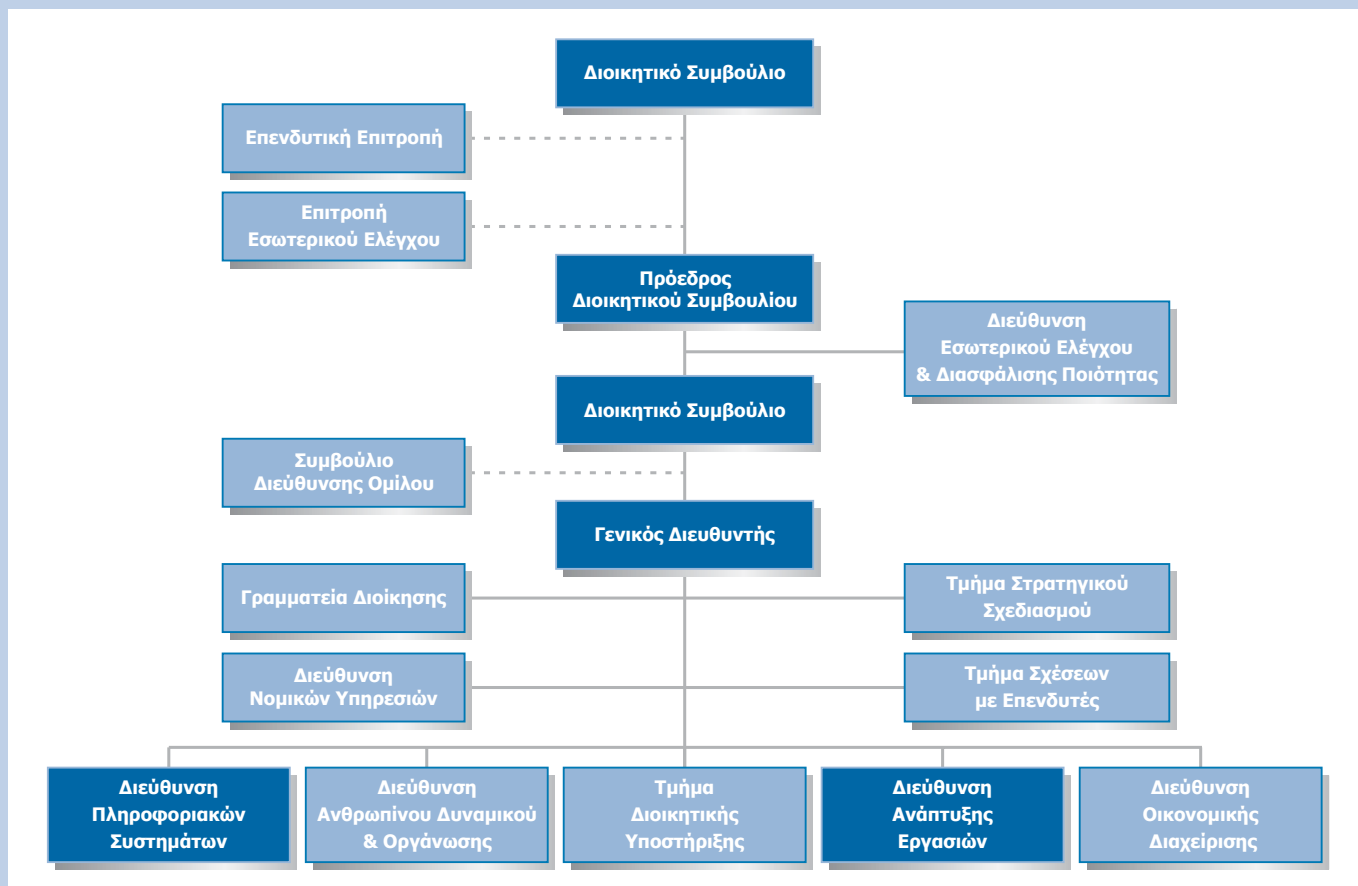 Διοικητικό Συμβούλιο
Επενδυτική Επιτροπή
Επιτροπή
Εσωτερικού Ελέγχου
Πρόεδρος
Διοικητικού Συμβουλίου
Διεύθυνση
Εσωτερικού Ελέγχου
& Διασφάλισης Ποιότητας
Διοικητικό Συμβούλιο
Συμβούλιο
Διεύθυνσης Ομίλου
Γενικός Διευθυντής
Γραμματεία Διοίκησης
Τμήμα Στρατηγικού
Σχεδιασμού
Διεύθυνση
Νομικών Υπηρεσιών
Τμήμα Σχέσεων
με Επενδυτές
Διεύθυνση
Πληροφοριακών
Συστημάτων
Διεύθυνση
Ανθρωπίνου Δυναμικού
& Οργάνωσης
Τμήμα
Διοικητικής
Υποστήριξης
Διεύθυνση
Ανάπτυξης
Εργασιών
Διεύθυνση
Οικονομικής
Διαχείρισης